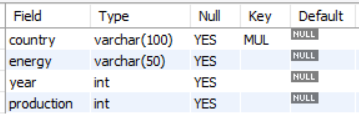 Field Type Null Key Default
country varchar(100) YES MUL NULL
energy varchar(50) YES NULL
year int YES NULL
production int YES NULL